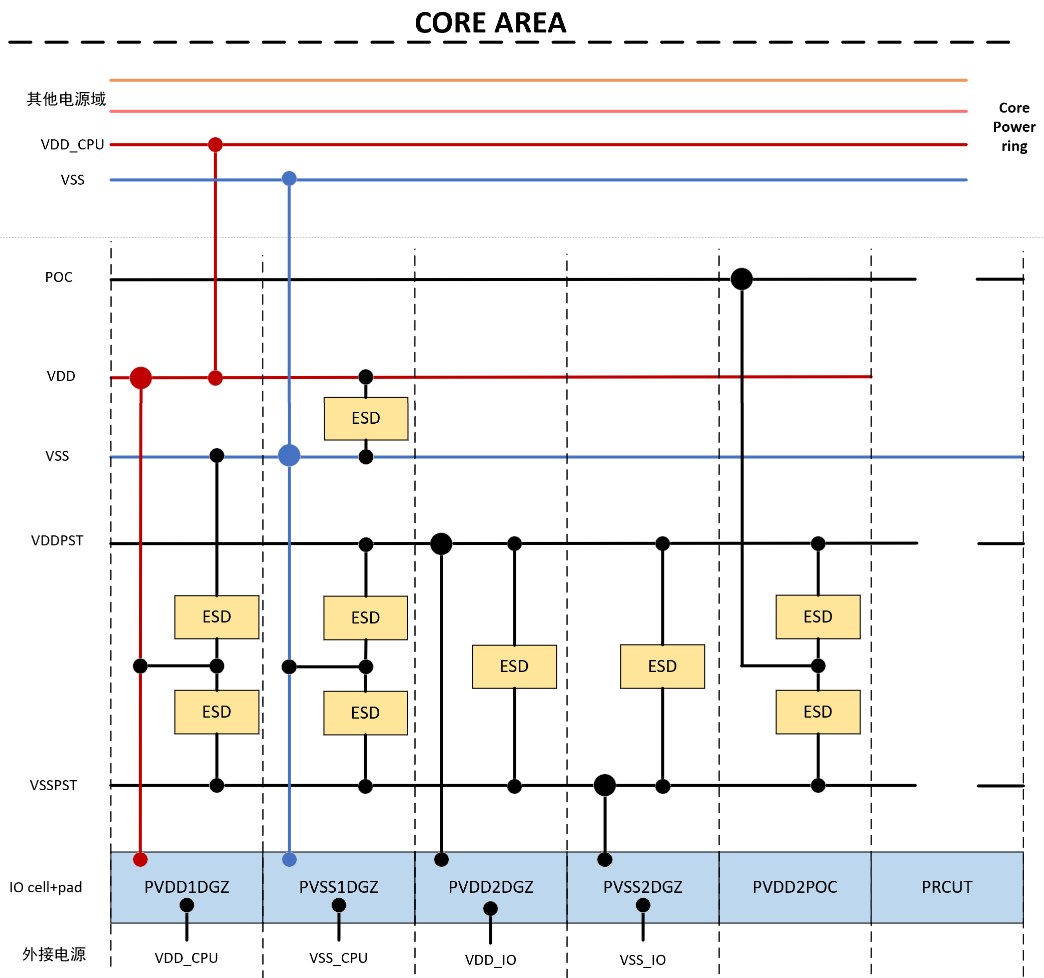 CORE AREA
其他电源域
Core
Power
ring
VDD_CPU
VSS
POC
VDD
ESD
VSS
VDDPST
ESD
ESD
ESD
ESD
ESD
ESD
ESD
ESD
ESD
VSSPST
IO cell+pad
PVDD1DGZ
PVSS1DGZ
PVDD2DGZ
PVSS2DGZ
PVDD2POC
PRCUT
外接电源
VDD_CPU
VSS_CPU
VDD_IO
VSS_IO